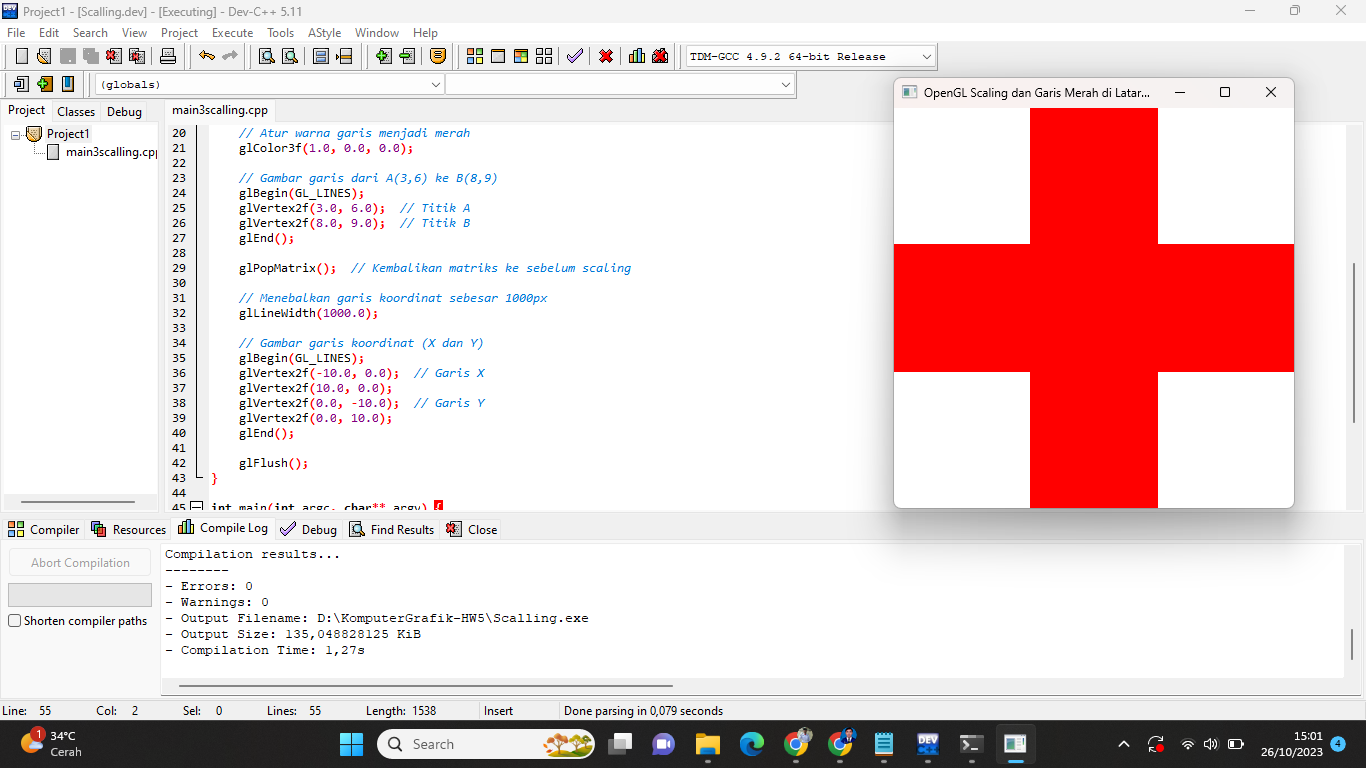 Project1 - [Scalling.dev] - [Executing] - Dev-C++ 5.11
File Edit Search View Project Execute Tools AStyle Window Help
TDM-GCC 4.9.2 64-bit Release
(globals)
Project Classes Debug
Project1
main3scalling.cpp
main3scalling.cpp
20 // Atur warna garis menjadi merah
21 glColor3f(1.0, 0.0, 0.0);
22
23 // Gambar garis dari A(3,6) ke B(8,9)
24 glBegin(GL_LINES);
25 glVertex2f(3.0, 6.0); // Titik A
26 glVertex2f(8.0, 9.0); // Titik B
27 glEnd();
28
29 glPopMatrix(); // Kembalikan matriks ke sebelum scaling
30
31 // Menebalkan garis koordinat sebesar 1000px
32 glLineWidth(1000.0);
33
34 // Gambar garis koordinat (X dan Y)
35 glBegin(GL_LINES);
36 glVertex2f(-10.0, 0.0); // Garis X
37 glVertex2f(10.0, 0.0);
38 glVertex2f(0.0, -10.0); // Garis Y
39 glVertex2f(0.0, 10.0);
40 glEnd();
41
42 glFlush();
43 }
44
45 int main(int argc, char** argv) {
OpenGL Scaling dan Garis Merah di Latar...
Compiler Resources Compile Log Debug Find Results Close
Abort Compilation
Shorten compiler paths
Compilation results...
--------
- Errors: 0
- Warnings: 0
- Output Filename: D:\KomputerGrafik-HW5\Scalling.exe
- Output Size: 135,048828125 KiB
- Compilation Time: 1,27s
Line: 55 Col: 2 Sel: 0 Lines: 55 Length: 1538 Insert Done parsing in 0,079 seconds
1
34°C
Cerah
Search
DEV
15:01
26/10/2023
4